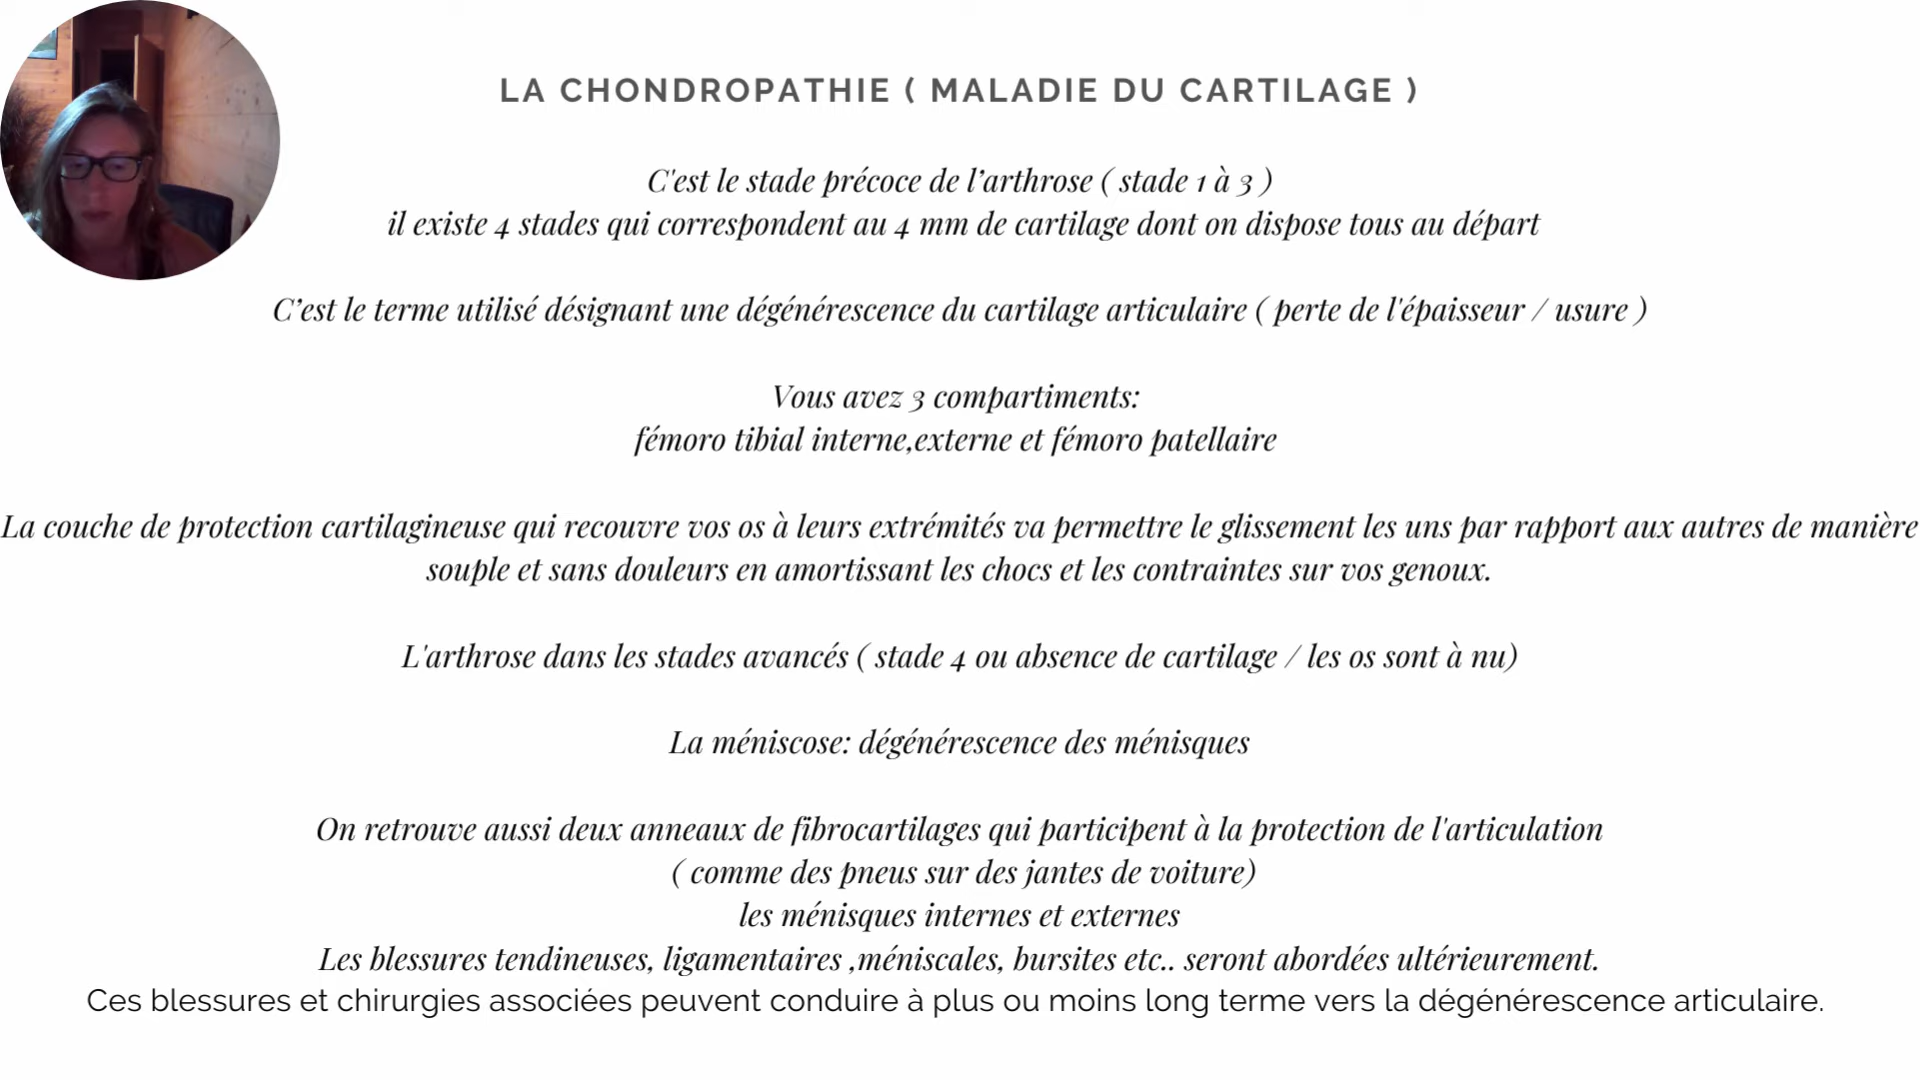 LA CHONDROPATHIE ( MALADIE DU CARTILAGE )
C'est le stade précoce de l’arthrose ( stade 1 à 3 )
il existe 4 stades qui correspondent au 4 mm de cartilage dont on dispose tous au départ
C’est le terme utilisé désignant une dégénérescence du cartilage articulaire ( perte de l'épaisseur / usure )
Vous avez 3 compartiments:
fémoro tibial interne,externe et fémoro patellaire
La couche de protection cartilagineuse qui recouvre vos os à leurs extrémités va permettre le glissement les uns par rapport aux autres de manière
souple et sans douleurs en amortissant les chocs et les contraintes sur vos genoux.
L'arthrose dans les stades avancés ( stade 4 ou absence de cartilage / les os sont à nu)
La méniscose: dégénérescence des ménisques
On retrouve aussi deux anneaux de fibrocartilages qui participent à la protection de l'articulation
( comme des pneus sur des jantes de voiture)
les ménisques internes et externes
Les blessures tendineuses, ligamentaires ,méniscales, bursites etc.. seront abordées ultérieurement.
Ces blessures et chirurgies associées peuvent conduire à plus ou moins long terme vers la dégénérescence articulaire.